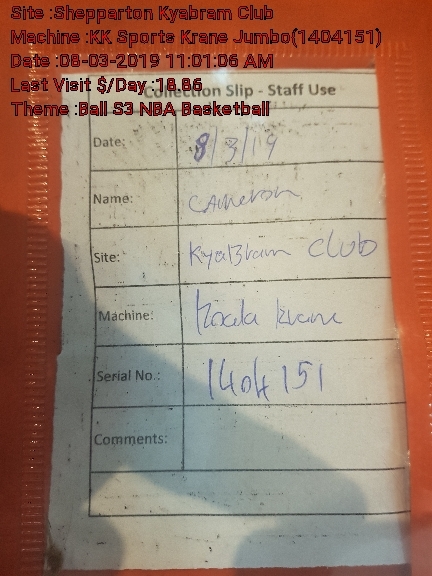 Site :Shepparton Kyabram Club
Machine :KK Sports Krane Jumbo(1404151)
Date :08-03-2019 11:01:06 AM
Last Visit $/Day :18.86
Theme :Ball S3 NBA Basketball
Collection Slip - Staff Use
Date: 8/3/19
Name: Cameron
Site: KyaBram Club
Machine: Koala Krane
Serial No.: 1404151
Comments: